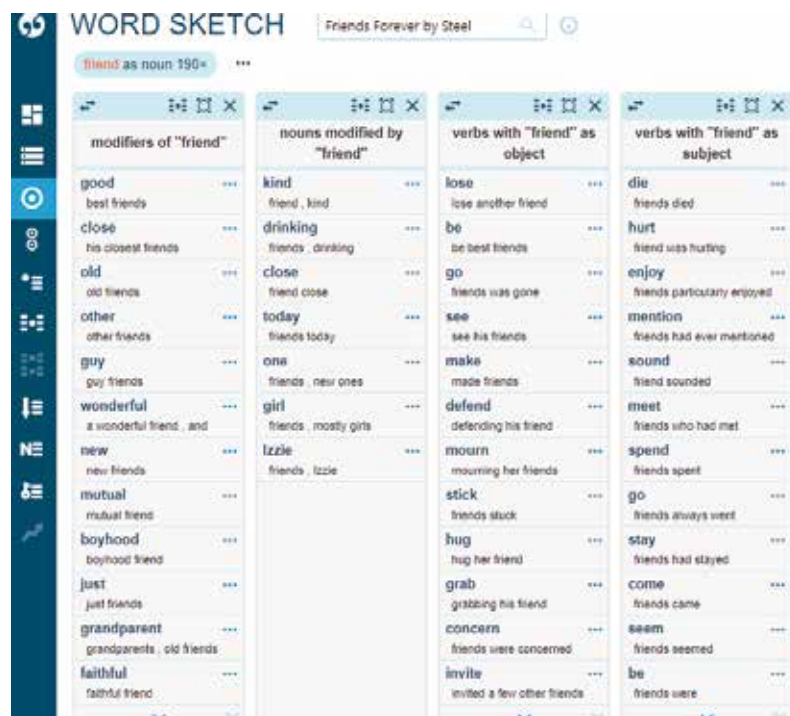 WORD SKETCH
Friends Forever by Steel
friend as noun 190×
modifiers of "friend"
good
best friends
close
his closest friends
old
old friends
other
other friends
guy
guy friends
wonderful
a wonderful friend , and
new
new friends
mutual
mutual friend
boyhood
boyhood friend
just
just friends
grandparent
grandparents , old friends
faithful
faithful friend
nouns modified by
"friend"
kind
friend , kind
drinking
friends , drinking
close
friend close
today
friends today
one
friends , new ones
girl
friends , mostly girls
Izzie
friends , Izzie
verbs with "friend" as
object
lose
lose another friend
be
be best friends
go
friends was gone
see
see his friends
make
made friends
defend
defending his friend
mourn
mourning her friends
stick
friends stuck
hug
hug her friend
grab
grabbing his friend
concern
friends were concerned
invite
invited a few other friends
verbs with "friend" as
subject
die
friends died
hurt
friend was hurting
enjoy
friends particularly enjoyed
mention
friends had ever mentioned
sound
friend sounded
meet
friends who had met
spend
friends spent
go
friends always went
stay
friends had stayed
come
friends came
seem
friends seemed
be
friends were